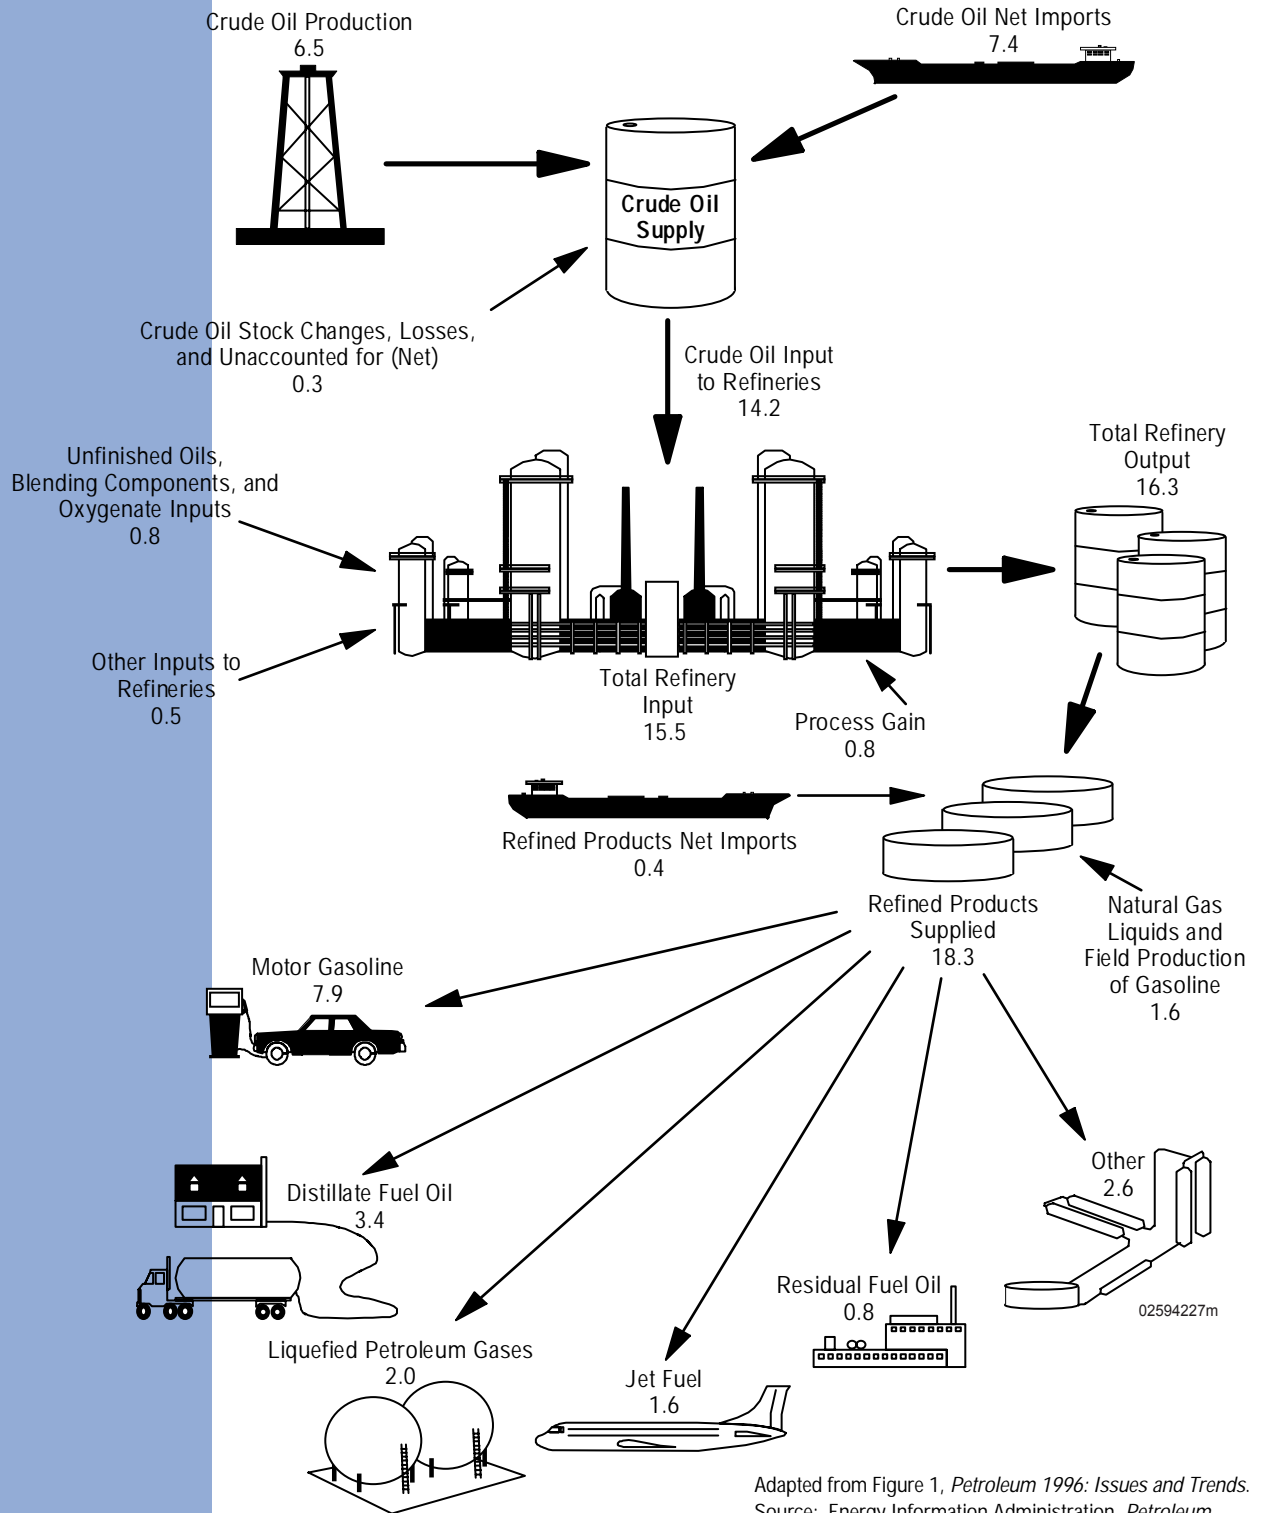 Crude Oil Production
6.5
Crude Oil Net Imports
7.4
Crude Oil
Supply
Crude Oil Stock Changes, Losses,
and Unaccounted for (Net)
0.3
Crude Oil Input
to Refineries
14.2
Unfinished Oils,
Blending Components, and
Oxygenate Inputs
0.8
Total Refinery
Output
16.3
Other Inputs to
Refineries
0.5
Total Refinery
Input
15.5
Process Gain
0.8
Refined Products Net Imports
0.4
Refined Products
Supplied
18.3
Natural Gas
Liquids and
Field Production
of Gasoline
1.6
Motor Gasoline
7.9
Distillate Fuel Oil
3.4
Other
2.6
Residual Fuel Oil
0.8
02594227m
Liquefied Petroleum Gases
2.0
Jet Fuel
1.6
Adapted from Figure 1, Petroleum 1996: Issues and Trends.
Source: Energy Information Administration, Petroleum